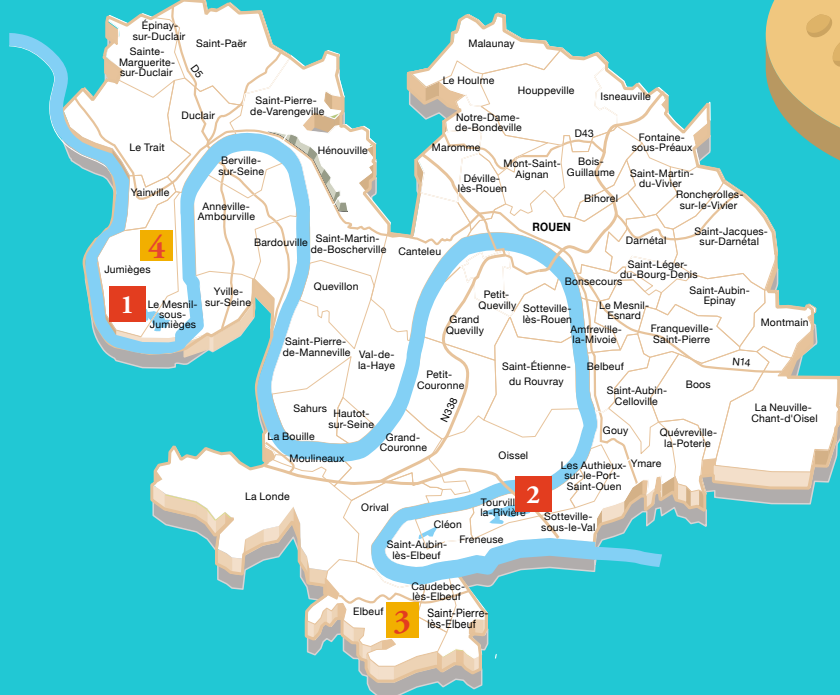 Épinay-
sur-Duclair
Saint-Paër
Sainte-
Marguerite-
sur-Duclair
D5
Saint-Pierre-
de-Varengeville
Duclair
Le Trait
Hénouville
Berville-
sur-Seine
Yainville
Anneville-
Ambourville
4
Bardouville
Saint-Martin-
de-Boscherville
Canteleu
Jumièges
1
Le Mesnil-
sous-
Jumièges
Yville-
sur-Seine
Quevillon
Malaunay
Le Houlme
Houppeville
Isneauville
Notre-Dame-
de-Bondeville
D43
Maromme
Fontaine-
sous-Préaux
Mont-Saint-
Aignan
Bois-
Guillaume
Déville-
lès-Rouen
Saint-Martin-
du-Vivier
Bihorel
Roncherolles-
sur-le-Vivier
ROUEN
Darnétal
Saint-Jacques-
sur-Darnétal
Saint-Léger-
du-Bourg-Denis
Bonsecours
Saint-Aubin-
Epinay
Petit-
Quevilly
Sotteville-
lès-Rouen
Le Mesnil-
Esnard
Grand
Quevilly
Amfreville-
la-Mivoie
Franqueville-
Saint-Pierre
Montmain
Saint-Pierre-
de-Manneville
Val-de-
la-Haye
Petit-
Couronne
Saint-Étienne-
du Rouvray
Belbeuf
N14
Boos
Saint-Aubin-
Celloville
N338
Sahurs
Hautot-
sur-Seine
La Neuville-
Chant-d'Oisel
La Bouille
Grand-
Couronne
Gouy
Quévreville-
la-Poterie
Moulineaux
Oissel
Ymare
Les Authieux-
sur-le-Port-
Saint-Ouen
La Londe
Orival
2
Tourvill
la-Rivière
Sotteville-
sous-le-Val
Cléon
Freneuse
Saint-Aubin-
lès-Elbeuf
Caudebec-
lès-Elbeuf
Elbeuf
3
Saint-Pierre-
lès-Elbeuf